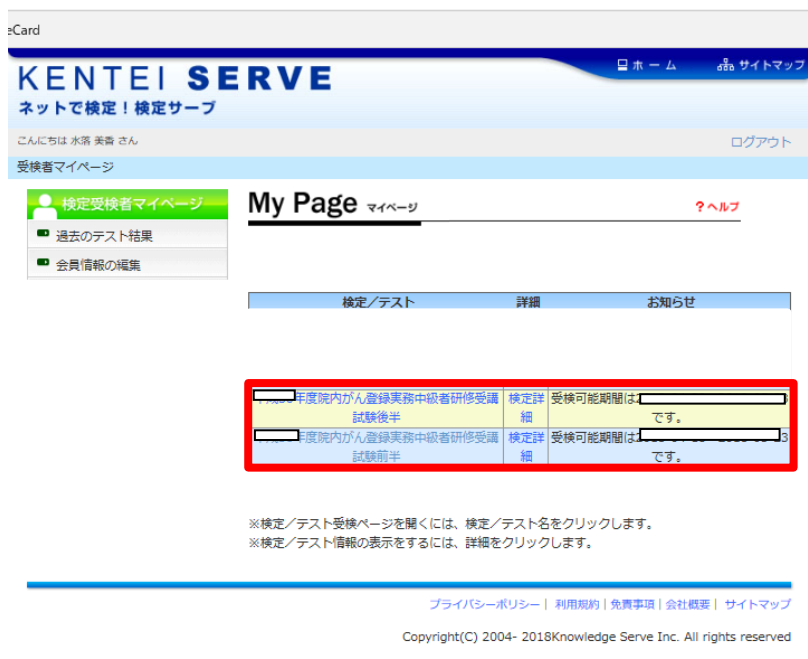 eCard
ホーム サイトマップ
KENTEI SERVE
ネットで検定！検定サーブ
こんにちは 水落 美香 さん ログアウト
受検者マイページ
検定受検者マイページ
過去のテスト結果
会員情報の編集
My Page マイページ ？ヘルプ
検定／テスト 詳細 お知らせ
年度院内がん登録実務中級者研修受講 検定詳 受検可能期間は2
試験後半 細 です。
年度院内がん登録実務中級者研修受講 検定詳 受検可能期間は
試験前半 細 です。
※検定／テスト受検ページを開くには、検定／テスト名をクリックします。
※検定／テスト情報の表示をするには、詳細をクリックします。
プライバシーポリシー｜ 利用規約｜免責事項｜会社概要｜ サイトマップ
Copyright(C) 2004- 2018Knowledge Serve Inc. All rights reserved